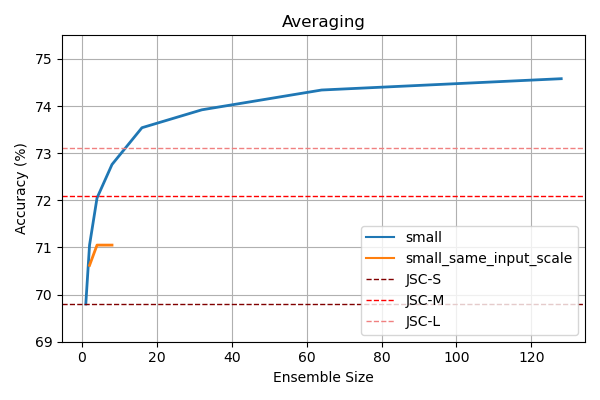 Averaging
75
74
73
72
71
70
69
Accuracy (%)
small
small_same_input_scale
JSC-S
JSC-M
JSC-L
0 20 40 60 80 100 120
Ensemble Size